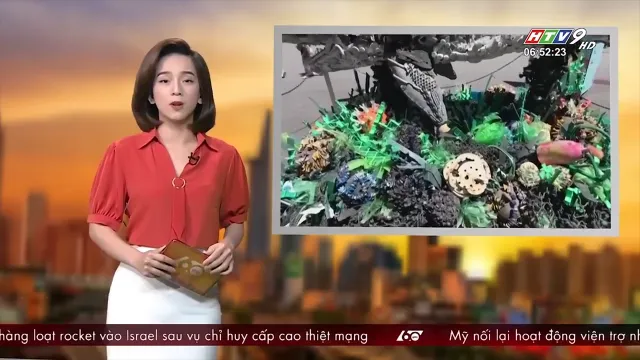 HTV9 HD
06:52:23
hàng loạt rocket vào Israel sau vụ chỉ huy cấp cao thiệt mạng
60
Mỹ nối lại hoạt động viện trợ nh